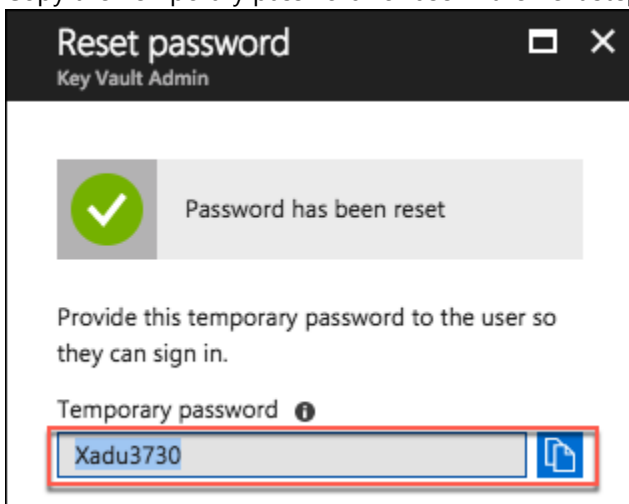 Reset password
Key Vault Admin
Password has been reset
Provide this temporary password to the user so
they can sign in.
Temporary password
Xadu3730